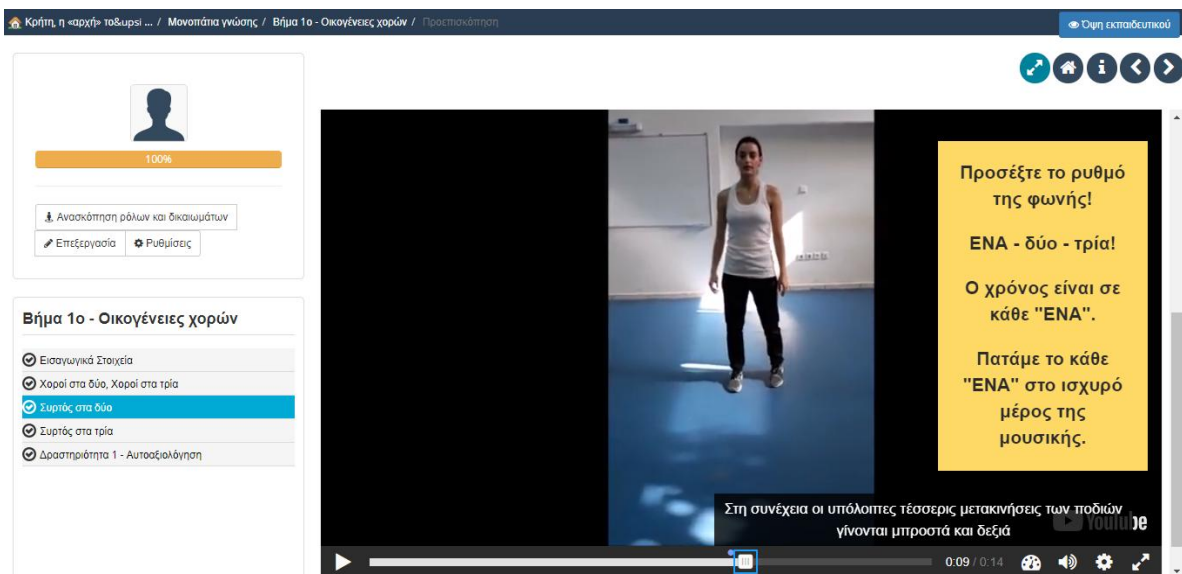 Κρήτη, η «αρχή» το&upsi ... / Μονοπάτια γνώσης / Βήμα 1ο - Οικογένειες χορών / Προεπισκόπηση
Όψη εκπαιδευτικού
100%
Ανασκόπηση ρόλων και δικαιωμάτων
Επεξεργασία
Ρυθμίσεις
Βήμα 1ο - Οικογένειες χορών
Εισαγωγικά Στοιχεία
Χοροί στα δύο, Χοροί στα τρία
Συρτός στα δύο
Συρτός στα τρία
Δραστηριότητα 1 - Αυτοαξιολόγηση
Προσέξτε το ρυθμό
της φωνής!
ΕΝΑ - δύο - τρία!
Ο χρόνος είναι σε
κάθε "ΕΝΑ".
Πατάμε το κάθε
"ΕΝΑ" στο ισχυρό
μέρος της
μουσικής.
Στη συνέχεια οι υπόλοιπες τέσσερις μετακινήσεις των ποδιών
γίνονται μπροστά και δεξιά
YouTube
0:09 / 0:14